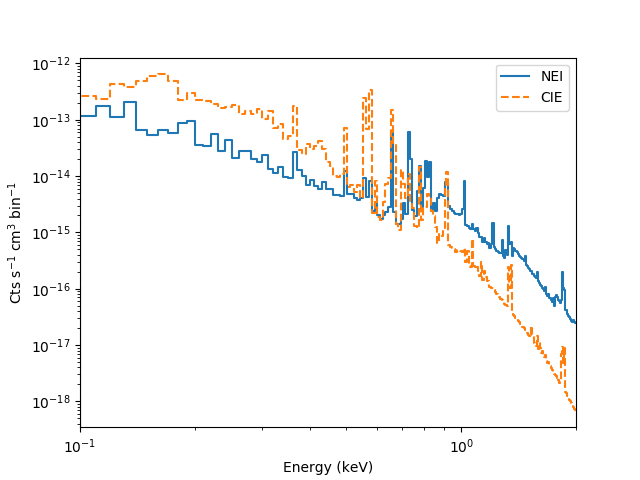 10⁻¹²
10⁻¹³
10⁻¹⁴
10⁻¹⁵
10⁻¹⁶
10⁻¹⁷
10⁻¹⁸
Cts s⁻¹ cm³ bin⁻¹
NEI
CIE
10⁻¹
10⁰
Energy (keV)